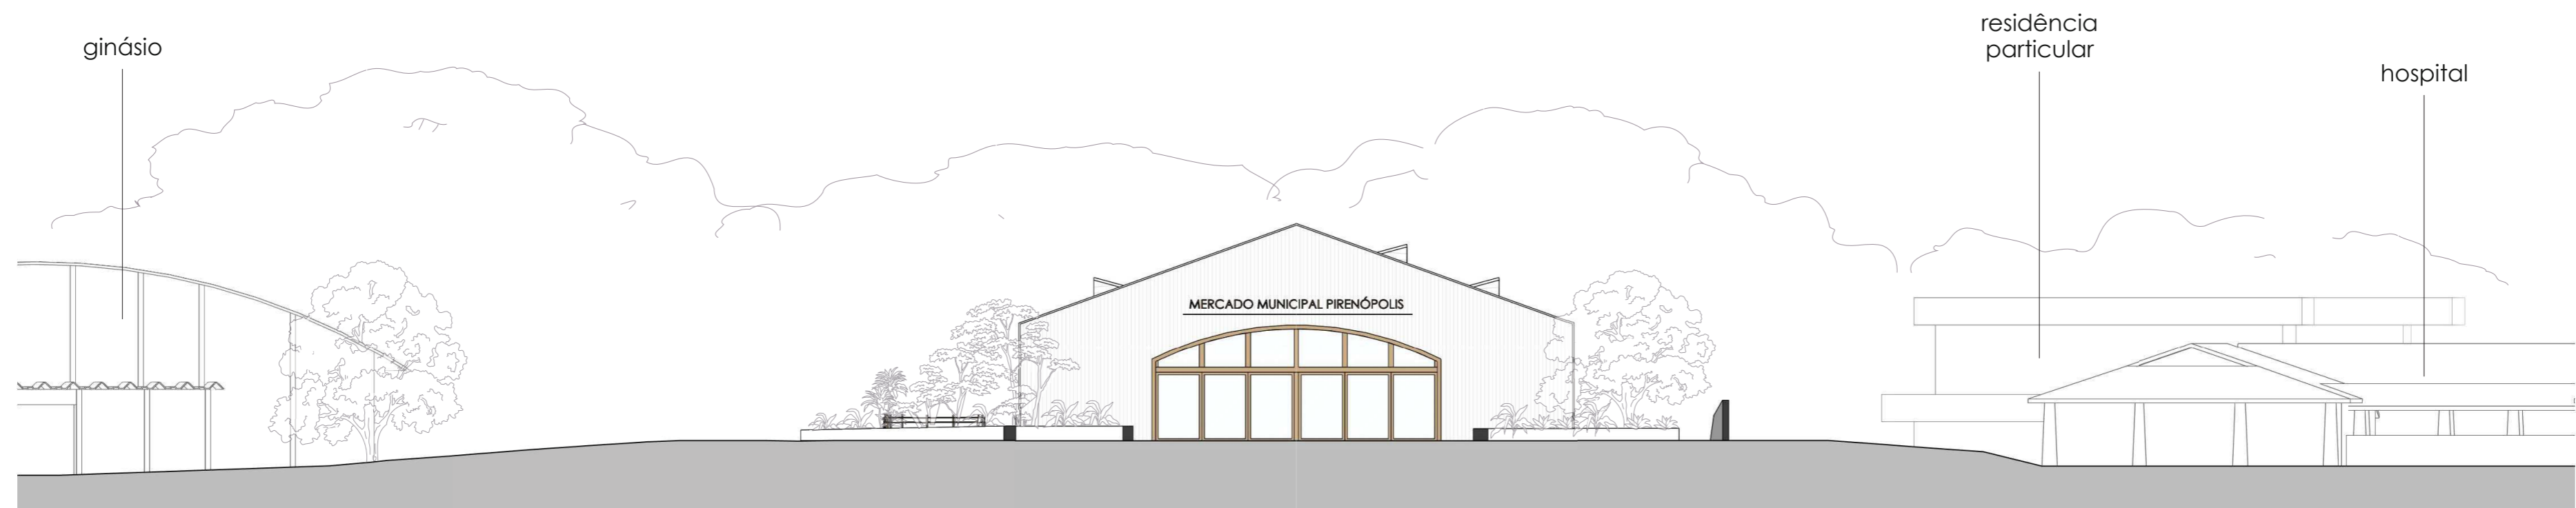 ginásio
residência
particular
hospital
MERCADO MUNICIPAL PIRENÓPOLIS